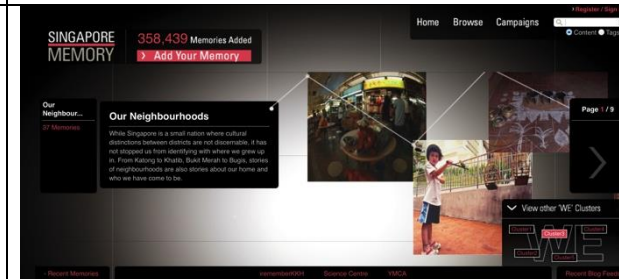 Register / Sign
Home Browse Campaigns
Content Tags
SINGAPORE
MEMORY
358,439 Memories Added
Add Your Memory
Our
Neighbour...
37 Memories
Our Neighbourhoods
While Singapore is a small nation where cultural
distinctions between districts are not discernable, it has
not stopped us from identifying with where we grew up
in. From Katong to Khatib, Bukit Merah to Bugis, stories
of neighbourhoods are also stories about our home and
who we have come to be.
Page 1 / 9
View other 'WE' Clusters
Cluster1
Cluster2
Cluster3
Cluster4
Cluster5
WE
Recent Memories
irememberKKH Science Centre YMCA
Recent Blog Feeds